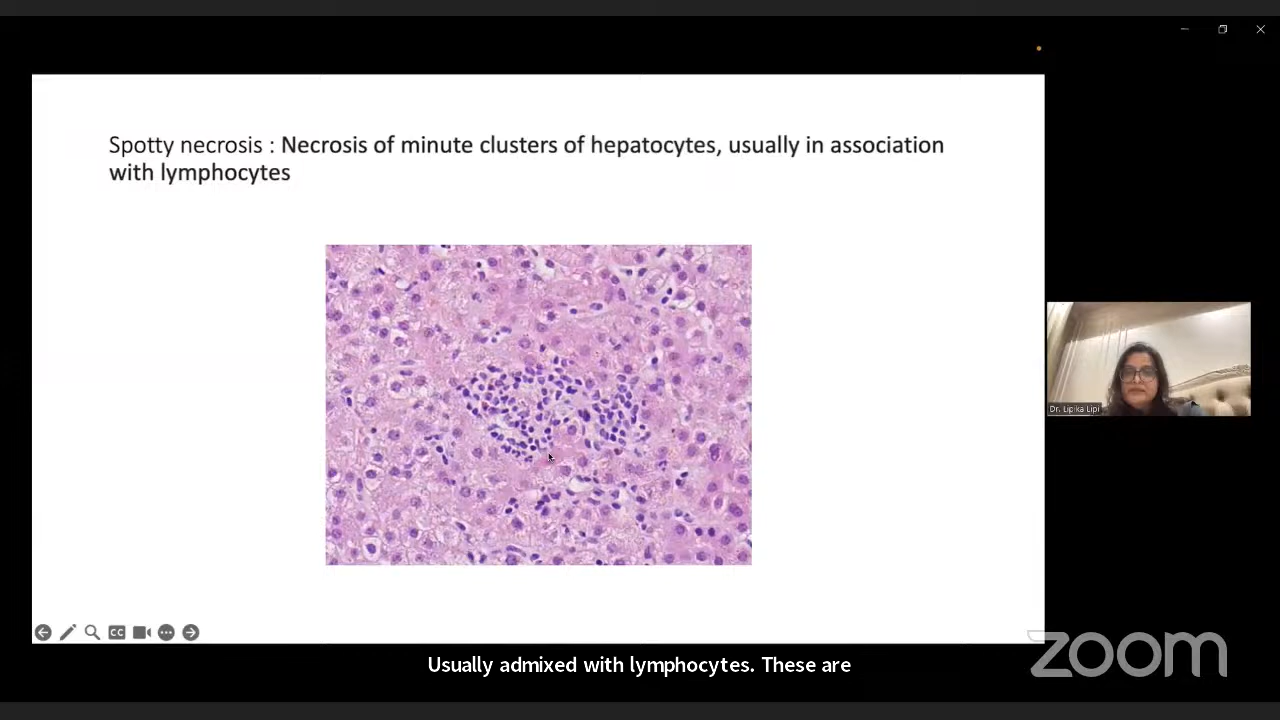 Spotty necrosis : Necrosis of minute clusters of hepatocytes, usually in association
with lymphocytes
Dr. Lipika Lipi
CC
Usually admixed with lymphocytes. These are
zoom